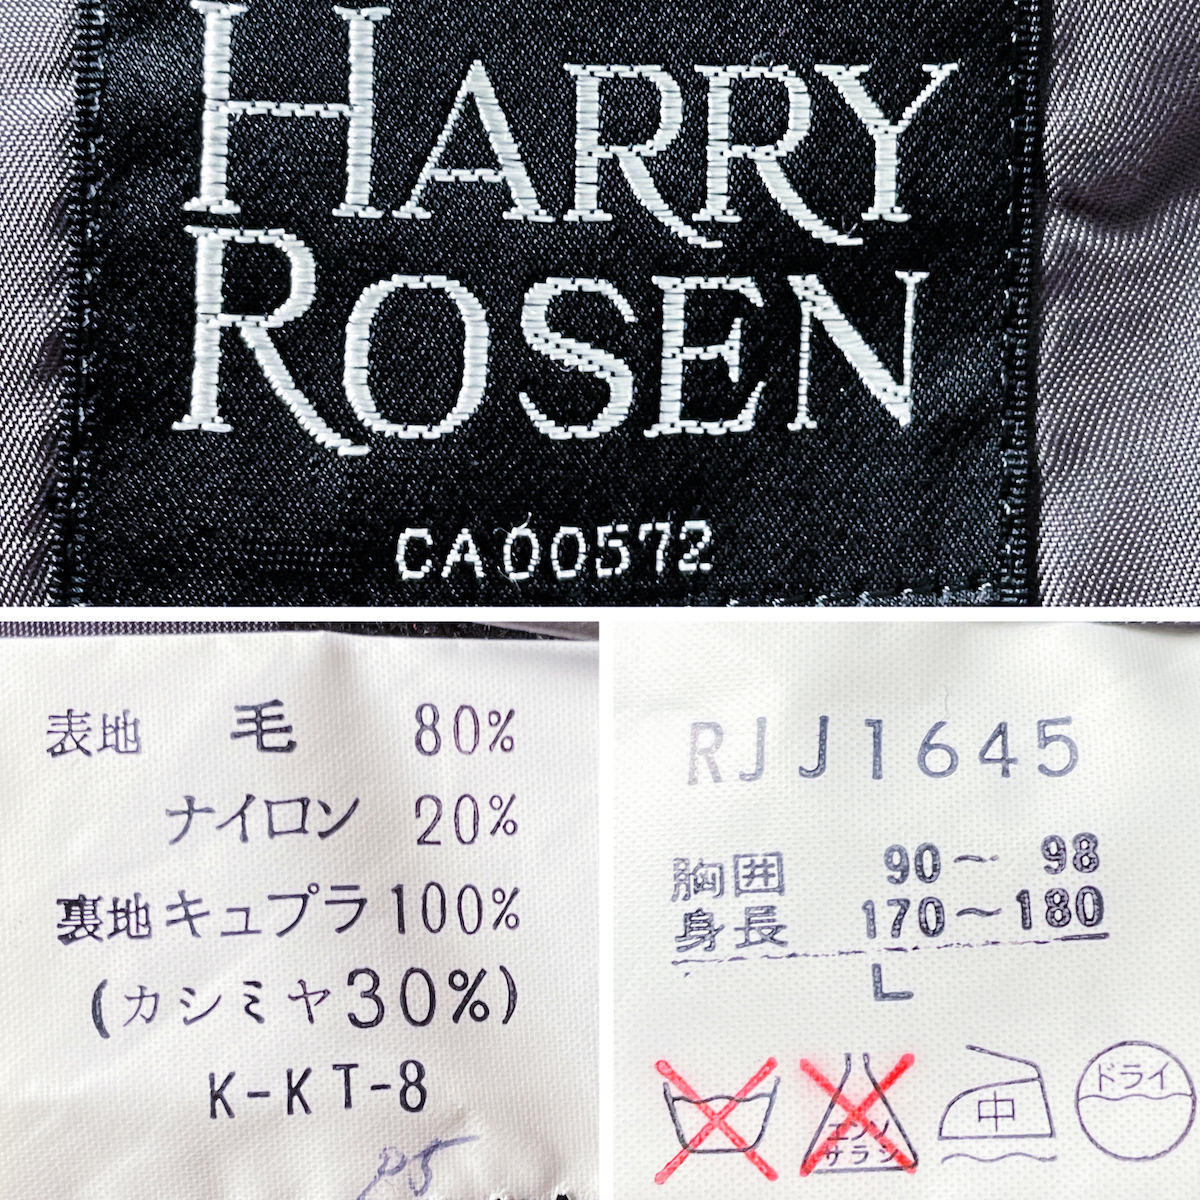 HARRY
ROSEN
CA00572
表地 毛 80%
ナイロン 20%
裏地 キュプラ 100%
(カシミヤ30%)
K-KT-8
RJJ1645
胸囲 90~98
身長 170~180
L
エンソ
サラシ
中
ドライ